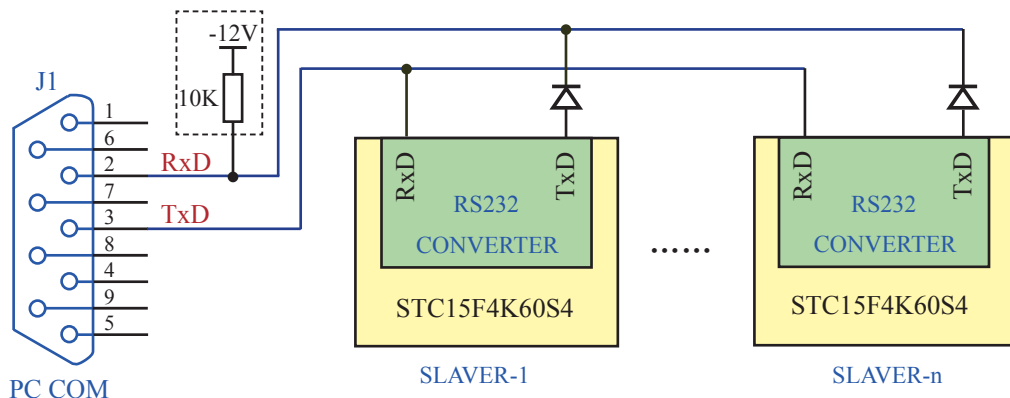 J1
-12V
10K
1
6
2
7
3
8
4
9
5
RxD
TxD
PC COM
RxD
TxD
RS232
CONVERTER
STC15F4K60S4
SLAVER-1
......
RxD
TxD
RS232
CONVERTER
STC15F4K60S4
SLAVER-n